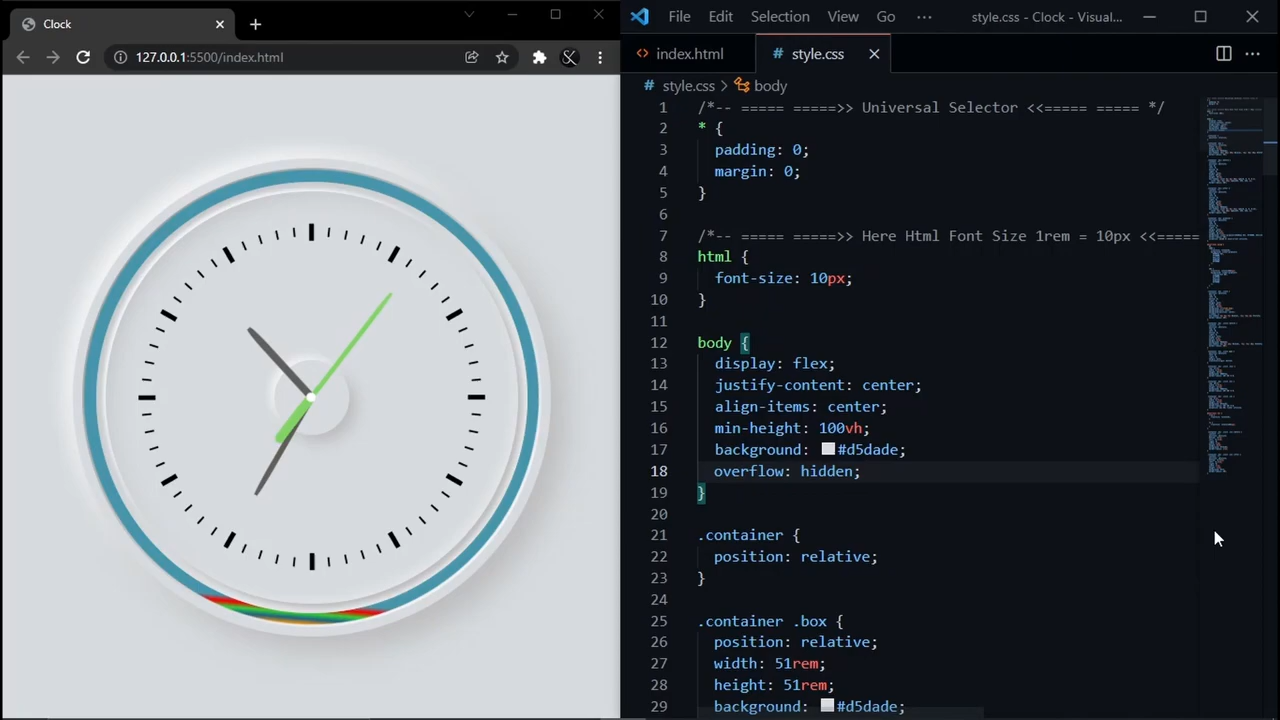 Clock
127.0.0.1:5500/index.html
File Edit Selection View Go ··· style.css - Clock - Visual...
<> index.html # style.css
# style.css > body
1 /*-- ===== =====>> Universal Selector <<===== ===== */
2 * {
3 padding: 0;
4 margin: 0;
5 }
6
7 /*-- ===== =====>> Here Html Font Size 1rem = 10px <<=====
8 html {
9 font-size: 10px;
10 }
11
12 body {
13 display: flex;
14 justify-content: center;
15 align-items: center;
16 min-height: 100vh;
17 background: #d5dade;
18 overflow: hidden;
19 }
20
21 .container {
22 position: relative;
23 }
24
25 .container .box {
26 position: relative;
27 width: 51rem;
28 height: 51rem;
29 background: #d5dade;